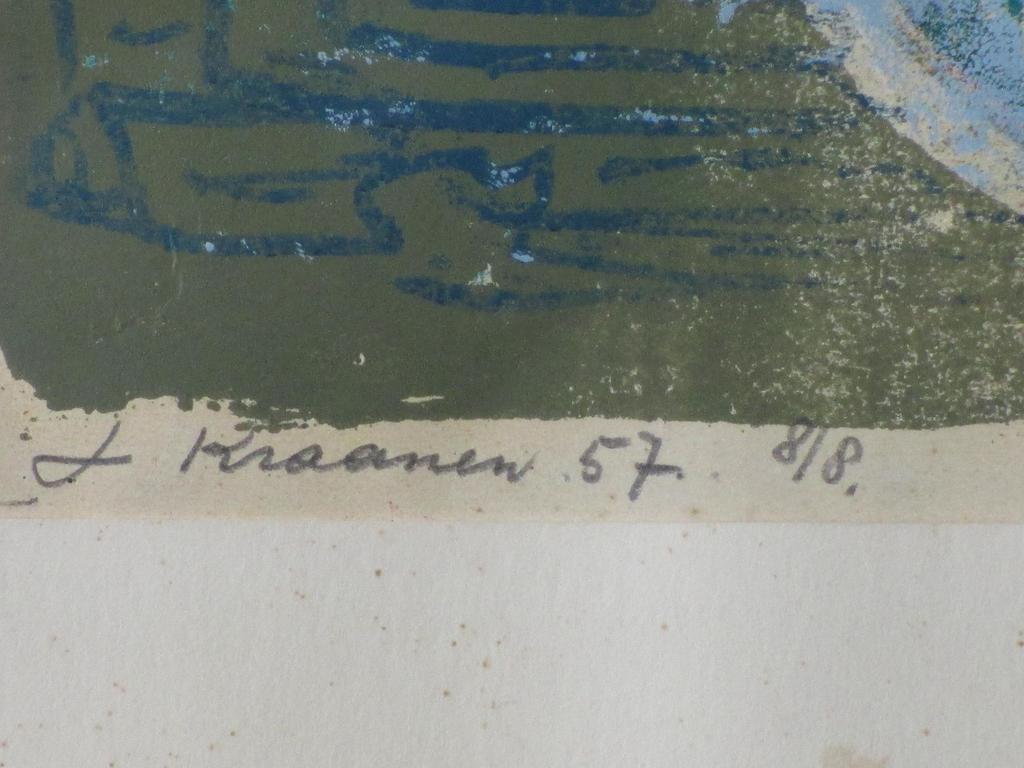 J Kraanen .57. 8/8.